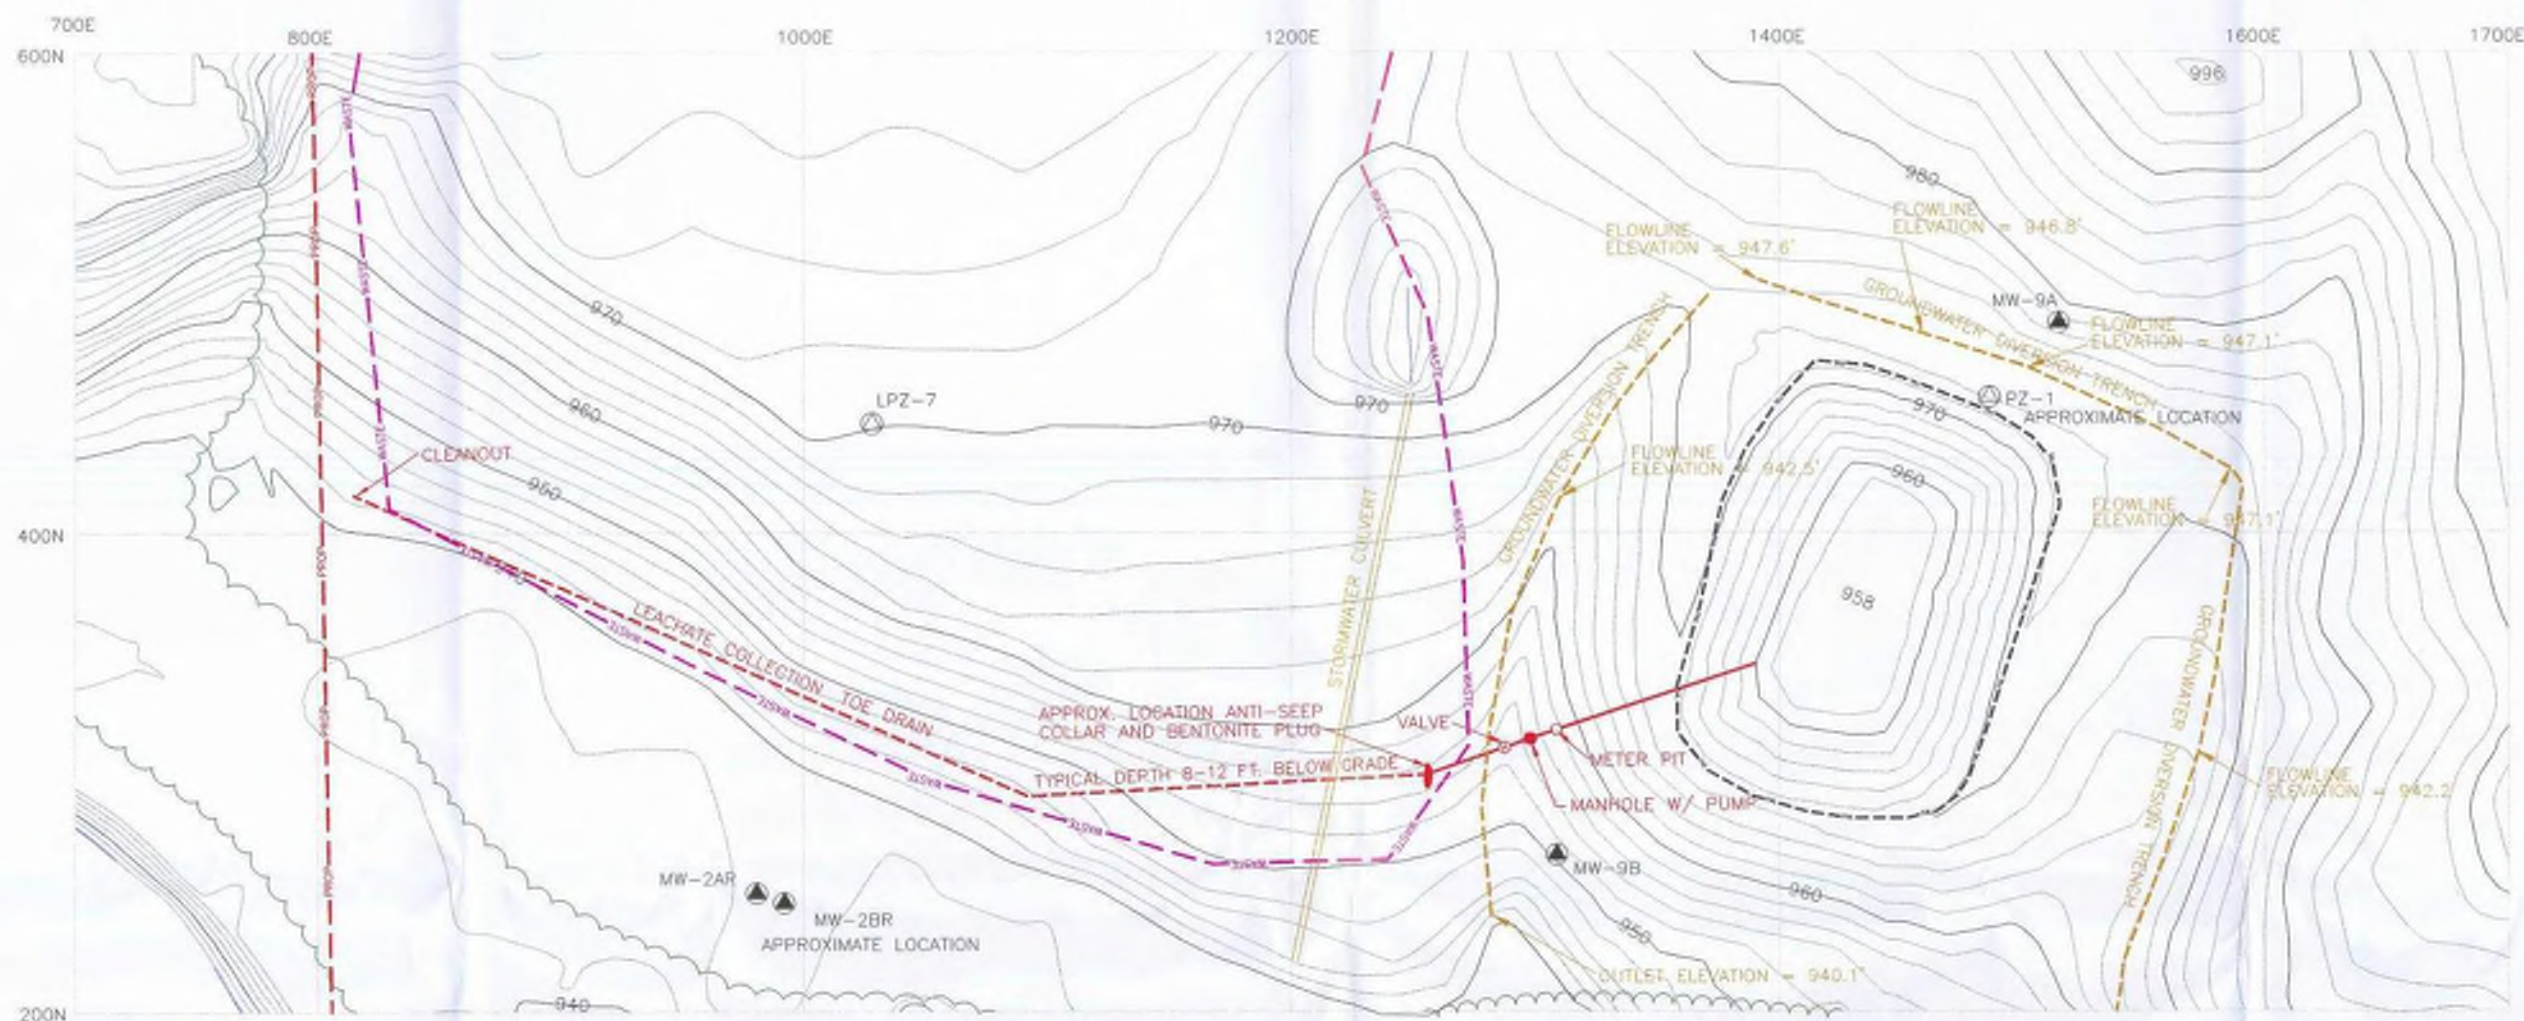 700E
800E
1000E
1200E
1400E
1600E
1700E
600N
996
980
FLOWLINE
ELEVATION = 947.6'
FLOWLINE
ELEVATION = 946.8'
GROUNDWATER DIVERSION TRENCH
MW-9A
FLOWLINE
ELEVATION = 947.1'
PROP
WASTE
970
LPZ-7
960
970
970
GROUNDWATER DIVERSION TRENCH
970
PZ-1
APPROXIMATE LOCATION
CLEANOUT
FLOWLINE
ELEVATION = 942.5'
960
950
FLOWLINE
ELEVATION = 947.1'
400N
STORMWATER CULVERT
958
LEACHATE COLLECTION TOE DRAIN
APPROX. LOCATION ANTI-SEEP
COLLAR AND BENTONITE PLUG
VALVE
METER PIT
TYPICAL DEPTH 8-12 FT. BELOW GRADE
MANHOLE W/ PUMP
GROUNDWATER DIVERSION TRENCH
FLOWLINE
ELEVATION = 942.2
MW-2AR
MW-2BR
APPROXIMATE LOCATION
MW-9B
960
950
OUTLET ELEVATION = 940.1'
940
200N